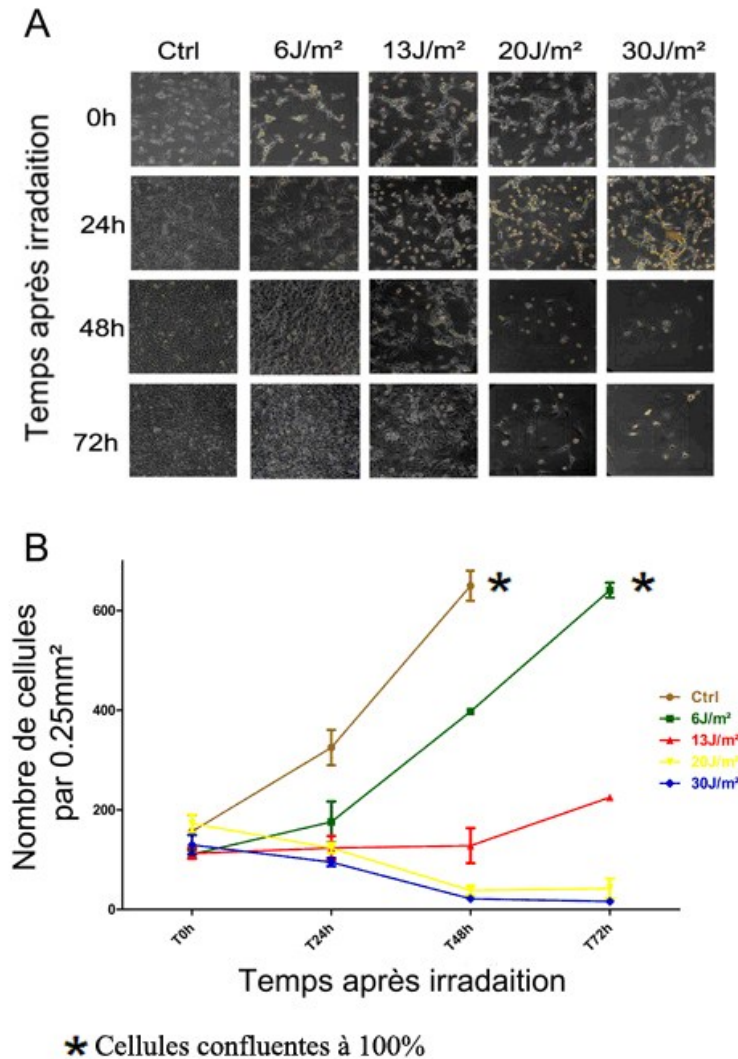 A
Ctrl 6J/m² 13J/m² 20J/m² 30J/m²
Temps après irradaition
0h
24h
48h
72h
B
Nombre de cellules
par 0.25mm²
600
400
200
0
T0h T24h T48h T72h
Temps après irradaition
* *
Ctrl
6J/m²
13J/m²
20J/m²
30J/m²
* Cellules confluentes à 100%